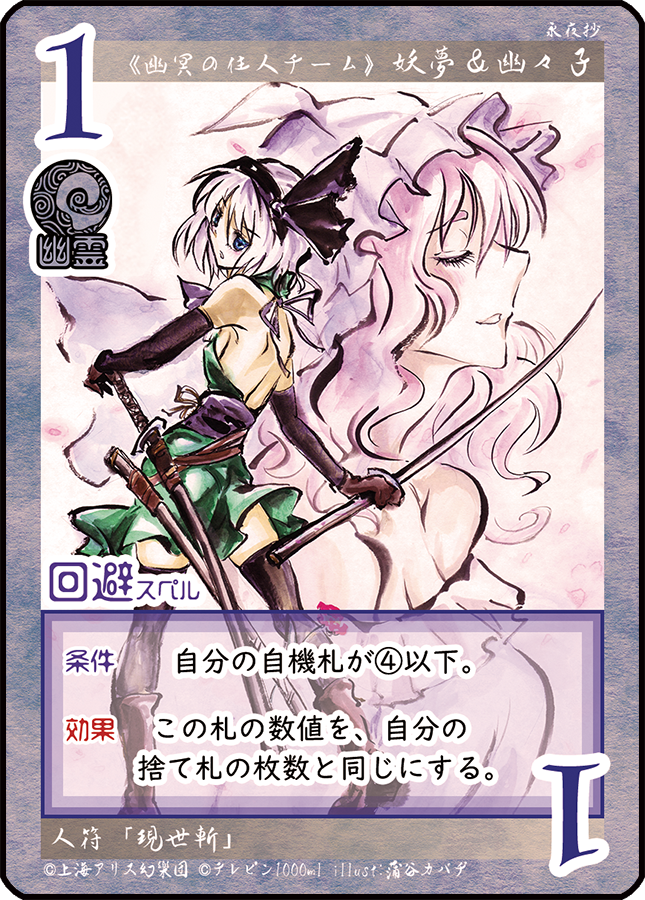 永夜抄
1
《幽冥の住人チーム》 妖夢&幽々子
幽霊
回避スペル
条件 自分の自機札が④以下。
効果 この札の数値を、自分の
捨て札の枚数と同じにする。
1
人符「現世斬」
©上海アリス幻樂団 ©テレピン1000ml illust:蒲谷カバヂ